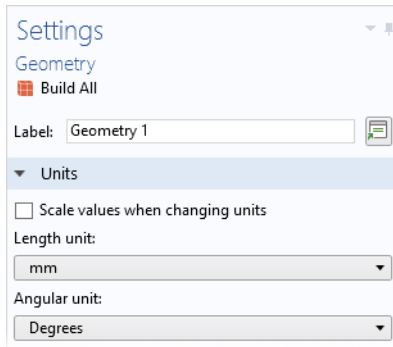 Settings
Geometry
Build All
Label: Geometry 1
Units
Scale values when changing units
Length unit:
mm
Angular unit:
Degrees